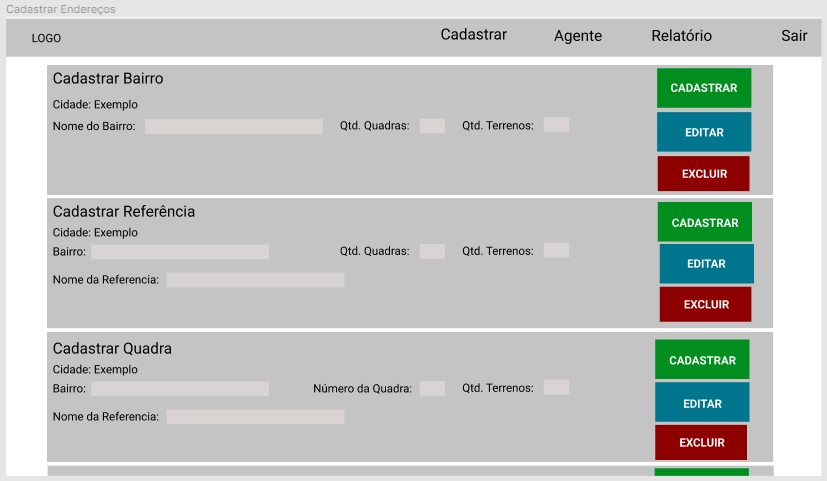 Cadastrar Endereços
LOGO Cadastrar Agente Relatório Sair
Cadastrar Bairro
CADASTRAR
Cidade: Exemplo
Nome do Bairro: Qtd. Quadras: Qtd. Terrenos:
EDITAR
EXCLUIR
Cadastrar Referência
CADASTRAR
Cidade: Exemplo
Bairro: Qtd. Quadras: Qtd. Terrenos:
EDITAR
Nome da Referencia:
EXCLUIR
Cadastrar Quadra
CADASTRAR
Cidade: Exemplo
Bairro: Número da Quadra: Qtd. Terrenos:
EDITAR
Nome da Referencia:
EXCLUIR